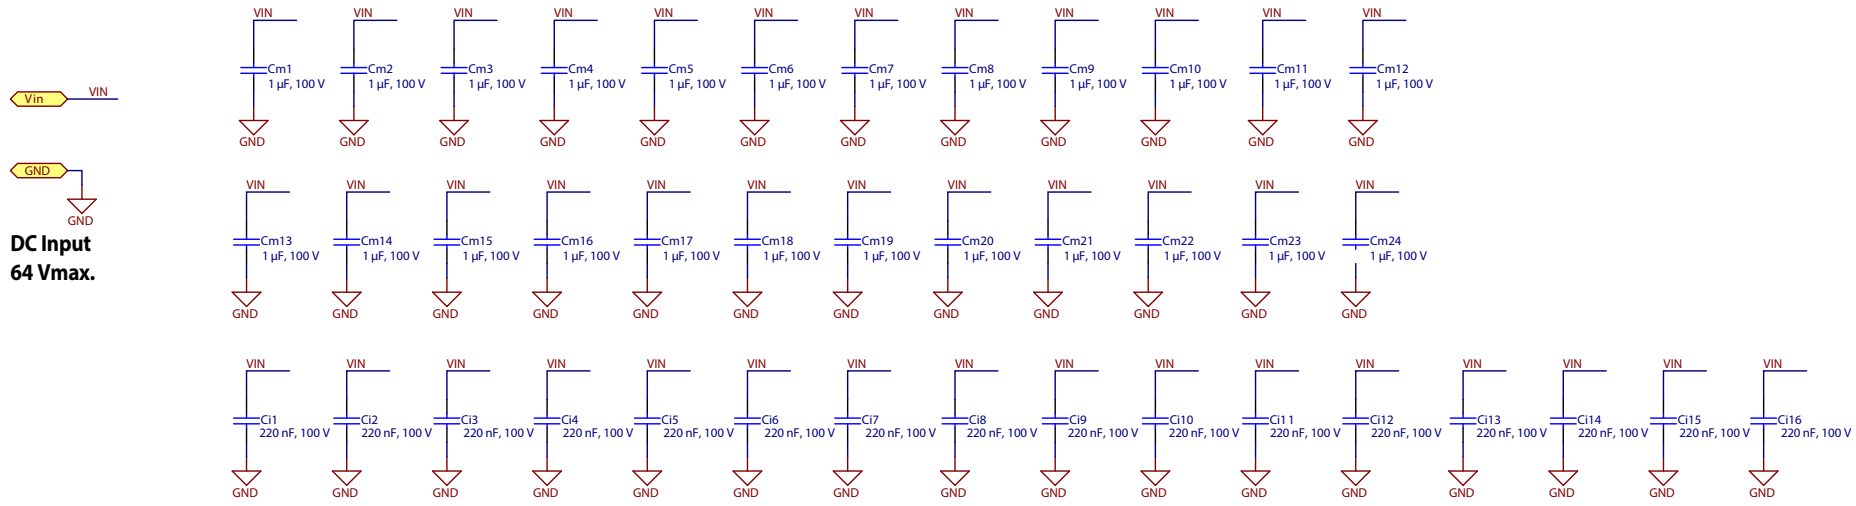 VIN VIN VIN VIN VIN VIN VIN VIN VIN VIN VIN VIN
Cm1 Cm2 Cm3 Cm4 Cm5 Cm6 Cm7 Cm8 Cm9 Cm10 Cm11 Cm12
1 µF, 100 V 1 µF, 100 V 1 µF, 100 V 1 µF, 100 V 1 µF, 100 V 1 µF, 100 V 1 µF, 100 V 1 µF, 100 V 1 µF, 100 V 1 µF, 100 V 1 µF, 100 V 1 µF, 100 V
Vin VIN
GND GND GND GND GND GND GND GND GND GND GND GND
GND
GND
DC Input
64 Vmax.
VIN VIN VIN VIN VIN VIN VIN VIN VIN VIN VIN VIN
Cm13 Cm14 Cm15 Cm16 Cm17 Cm18 Cm19 Cm20 Cm21 Cm22 Cm23 Cm24
1 µF, 100 V 1 µF, 100 V 1 µF, 100 V 1 µF, 100 V 1 µF, 100 V 1 µF, 100 V 1 µF, 100 V 1 µF, 100 V 1 µF, 100 V 1 µF, 100 V 1 µF, 100 V 1 µF, 100 V
GND GND GND GND GND GND GND GND GND GND GND GND
VIN VIN VIN VIN VIN VIN VIN VIN VIN VIN VIN VIN VIN VIN VIN VIN
Ci1 Ci2 Ci3 Ci4 Ci5 Ci6 Ci7 Ci8 Ci9 Ci10 Ci11 Ci12 Ci13 Ci14 Ci15 Ci16
220 nF, 100 V 220 nF, 100 V 220 nF, 100 V 220 nF, 100 V 220 nF, 100 V 220 nF, 100 V 220 nF, 100 V 220 nF, 100 V 220 nF, 100 V 220 nF, 100 V 220 nF, 100 V 220 nF, 100 V 220 nF, 100 V 220 nF, 100 V 220 nF, 100 V 220 nF, 100 V
GND GND GND GND GND GND GND GND GND GND GND GND GND GND GND GND